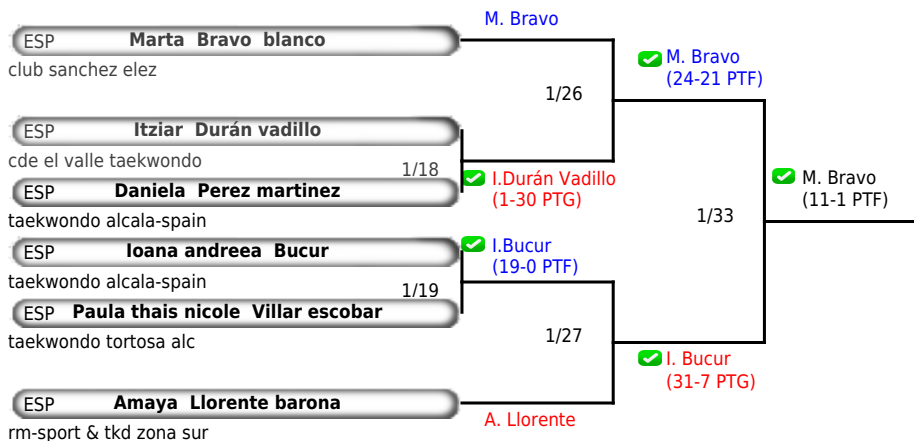 M. Bravo
ESP Marta Bravo blanco
club sanchez elez
M. Bravo
(24-21 PTF)
1/26
ESP Itziar Durán vadillo
cde el valle taekwondo
1/18
I.Durán Vadillo
(1-30 PTG)
ESP Daniela Perez martinez
taekwondo alcala-spain
M. Bravo
(11-1 PTF)
1/33
ESP Ioana andreea Bucur
taekwondo alcala-spain
I.Bucur
(19-0 PTF)
1/19
ESP Paula thais nicole Villar escobar
taekwondo tortosa alc
1/27
I. Bucur
(31-7 PTG)
ESP Amaya Llorente barona
rm-sport & tkd zona sur
A. Llorente